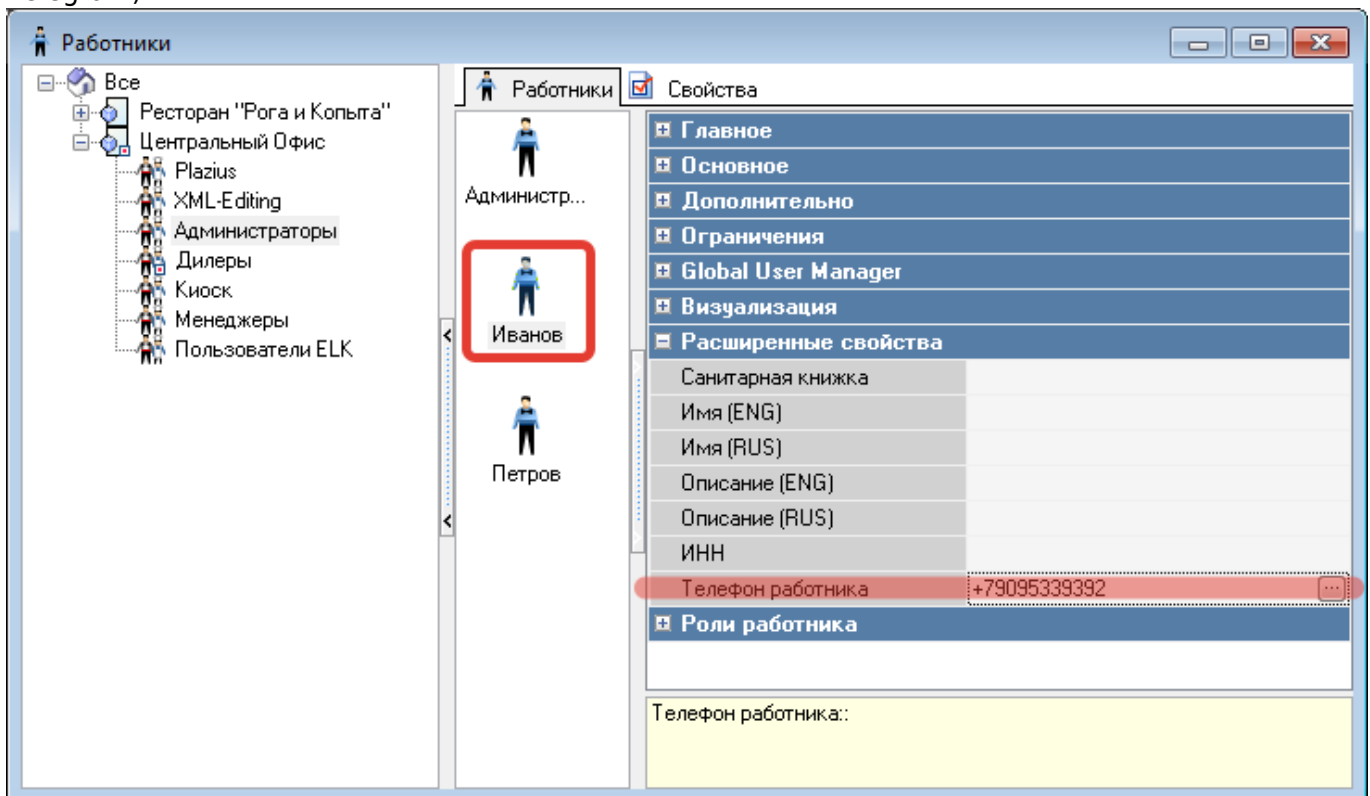 Работники
Все
Ресторан "Рога и Копыта"
Центральный Офис
Plazius
XML-Editing
Администраторы
Дилеры
Киоск
Менеджеры
Пользователи ELK
Работники
Свойства
Администр...
Иванов
Петров
Главное
Основное
Дополнительно
Ограничения
Global User Manager
Визуализация
Расширенные свойства
Санитарная книжка
Имя (ENG)
Имя (RUS)
Описание (ENG)
Описание (RUS)
ИНН
Телефон работника +79095339392 ...
Роли работника
Телефон работника::